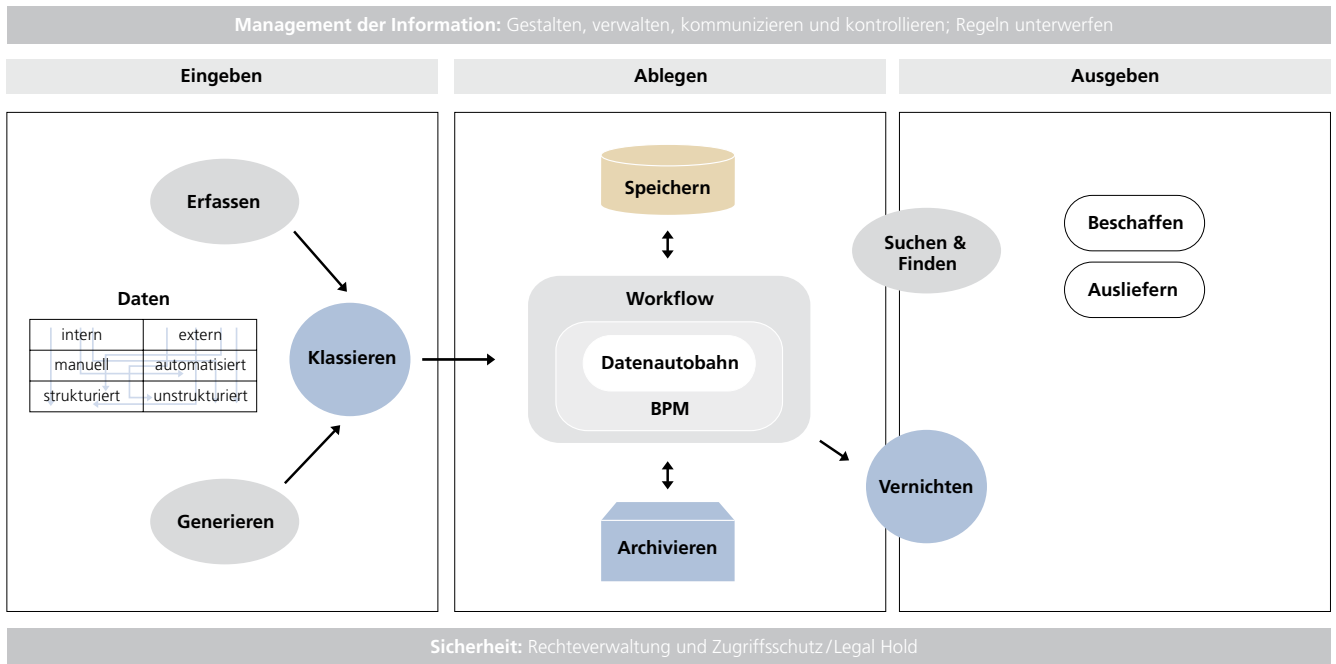 Management der Information: Gestalten, verwalten, kommunizieren und kontrollieren; Regeln unterwerfen
Eingeben
Ablegen
Ausgeben
Erfassen
Daten
intern
extern
manuell
automatisiert
strukturiert
unstrukturiert
Klassieren
Generieren
Speichern
Workflow
Datenautobahn
BPM
Archivieren
Suchen &
Finden
Vernichten
Beschaffen
Ausliefern
Sicherheit: Rechteverwaltung und Zugriffsschutz/Legal Hold